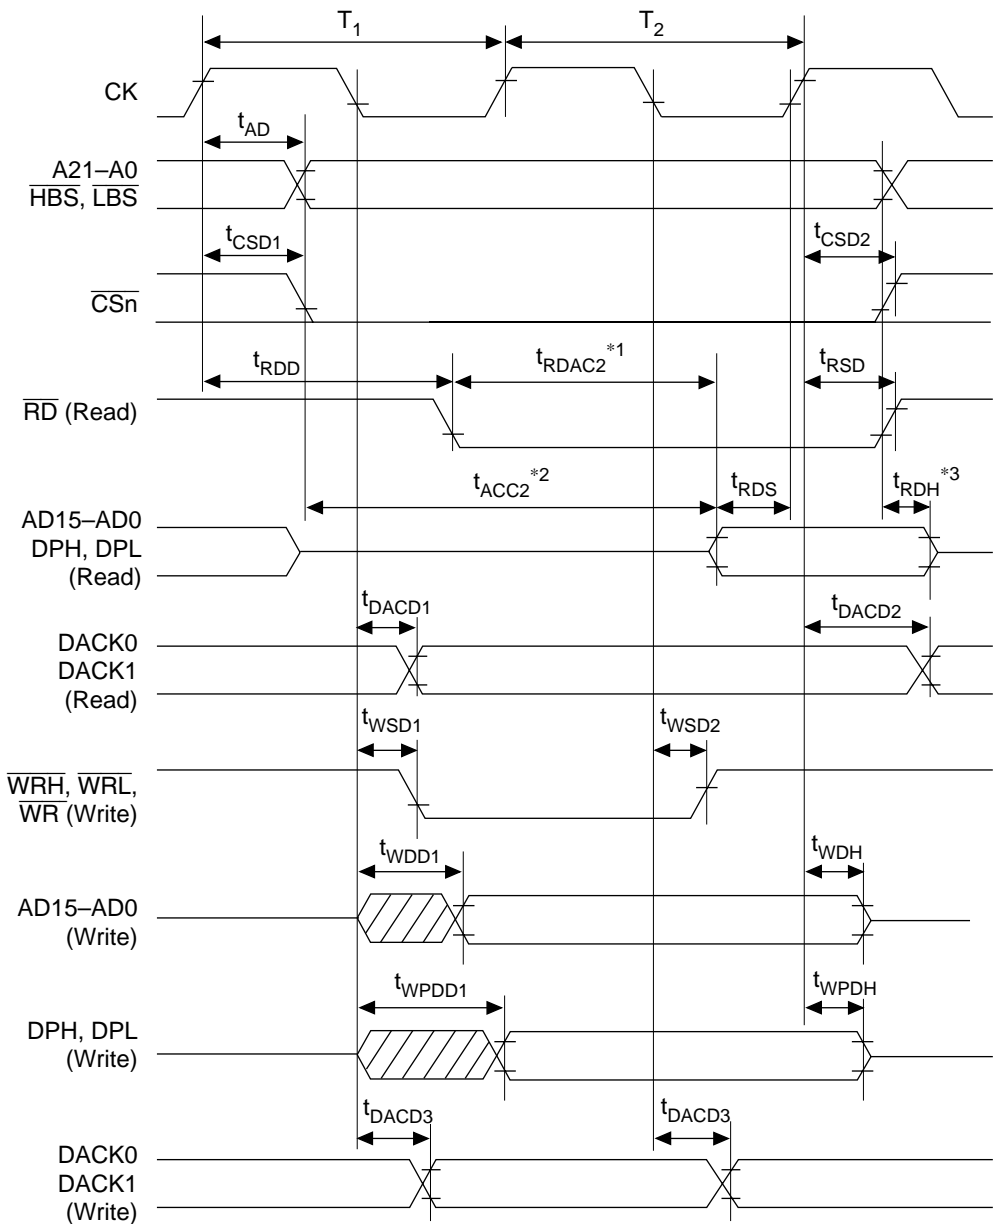 T1 T2
CK
tAD
A21–A0
HBS, LBS
tCSD1 tCSD2
CSn
tRDD tRDAC2*1 tRSD
RD (Read)
tACC2*2 tRDS tRDH*3
AD15–AD0
DPH, DPL
(Read)
tDACD1 tDACD2
DACK0
DACK1
(Read)
tWSD1 tWSD2
WRH, WRL,
WR (Write)
tWDD1 tWDH
AD15–AD0
(Write)
tWPDD1 tWPDH
DPH, DPL
(Write)
tDACD3 tDACD3
DACK0
DACK1
(Write)